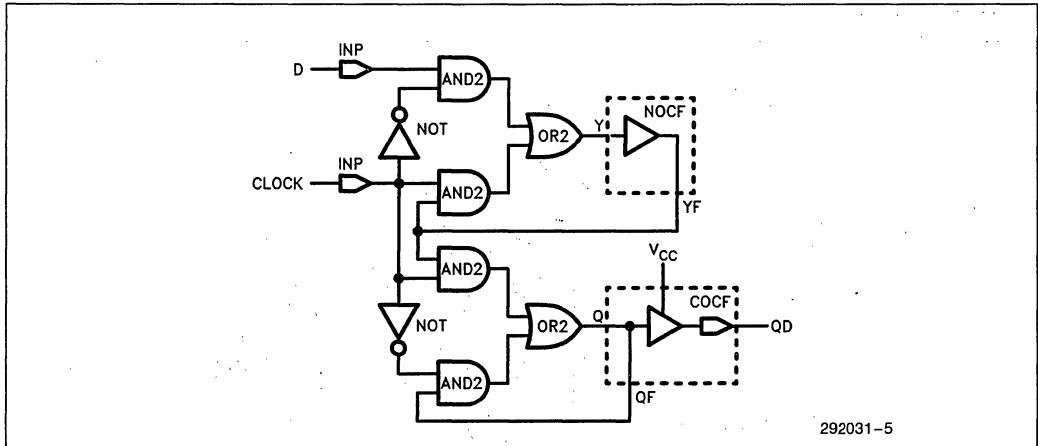 INP
D
AND2
NOT
OR2
Y
NOCF
INP
CLOCK
AND2
YF
AND2
VCC
COCF
NOT
OR2
Q
QD
AND2
QF
292031-5